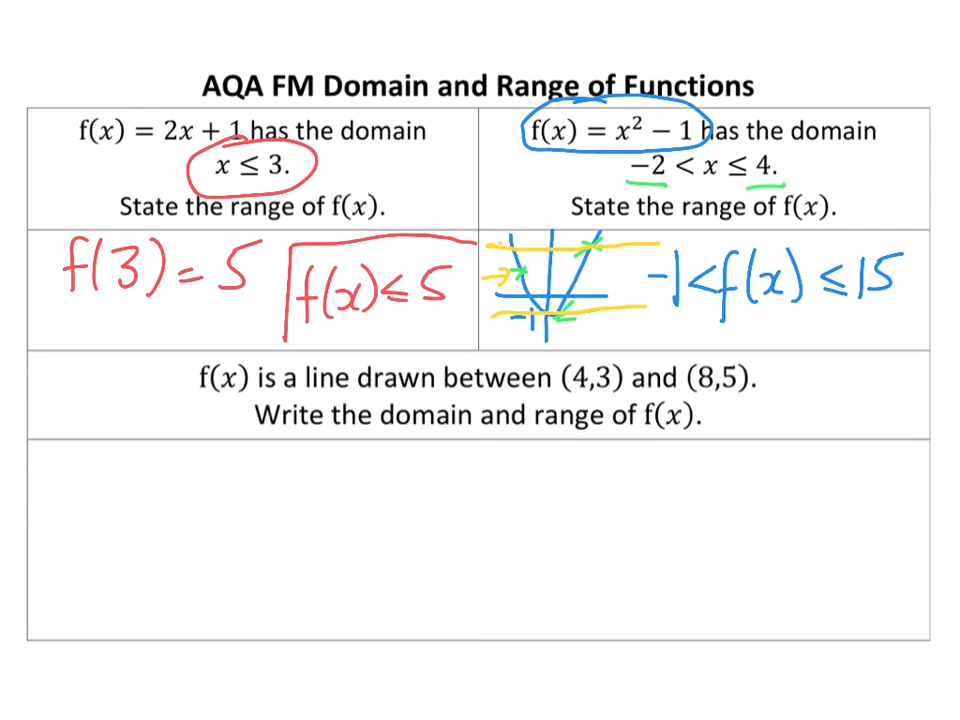 AQA FM Domain and Range of Functions
f(x) = 2x + 1 has the domain
x ≤ 3.
State the range of f(x).
f(x) = x² − 1 has the domain
−2 < x ≤ 4.
State the range of f(x).
f(3) = 5 f(x) ≤ 5
-1
-1 < f(x) ≤ 15
f(x) is a line drawn between (4,3) and (8,5).
Write the domain and range of f(x).